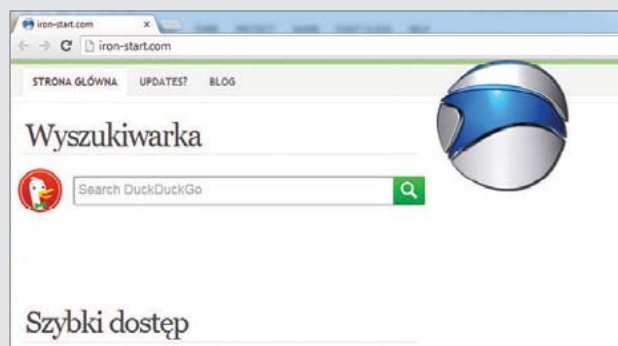 iron-start.com x
iron-start.com
STRONA GŁÓWNA UPDATES? BLOG
Wyszukiwarka
Search DuckDuckGo
Szybki dostęp